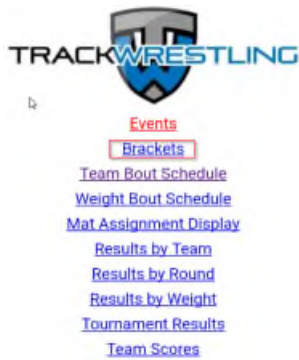 TRACKWRESTLING
Events
Brackets
Team Bout Schedule
Weight Bout Schedule
Mat Assignment Display
Results by Team
Results by Round
Results by Weight
Tournament Results
Team Scores